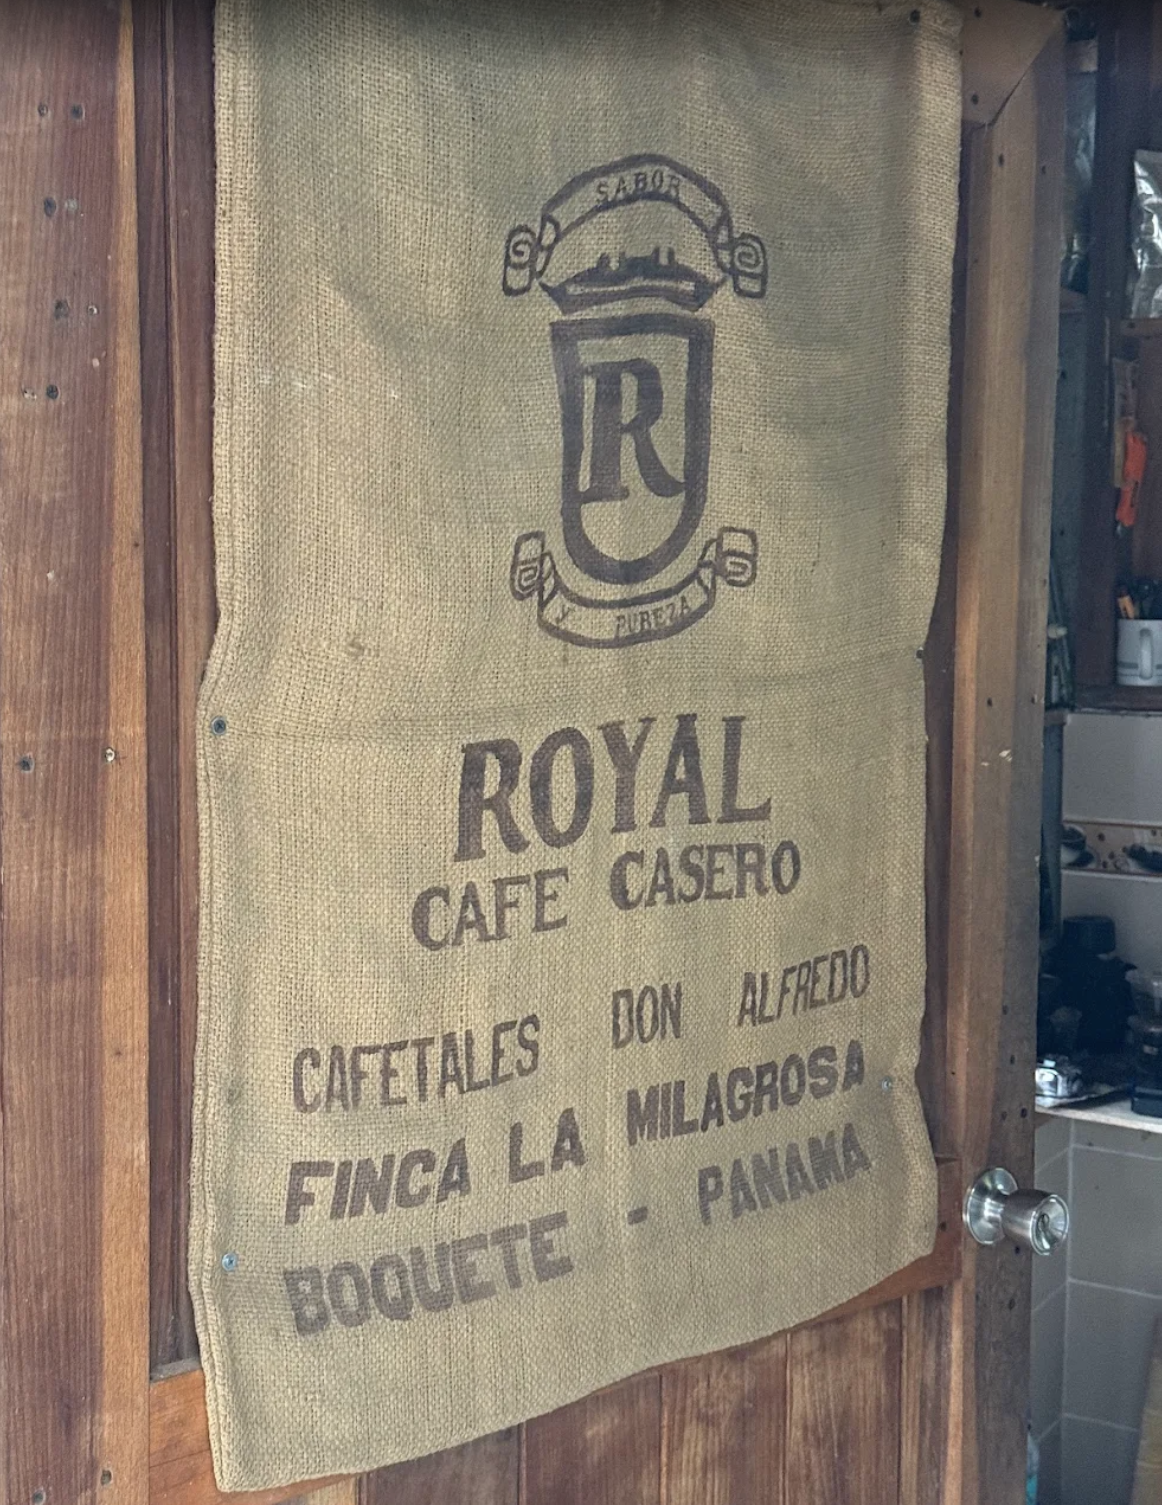 SABOR
R
Y PUREZA
ROYAL
CAFE CASERO
CAFETALES DON ALFREDO
FINCA LA MILAGROSA
BOQUETE - PANAMA